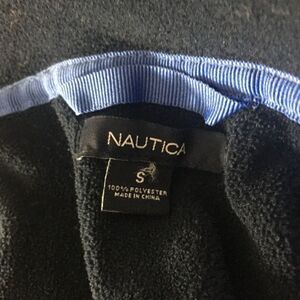 NAUTICA
S
100% POLYESTER
MADE IN CHINA